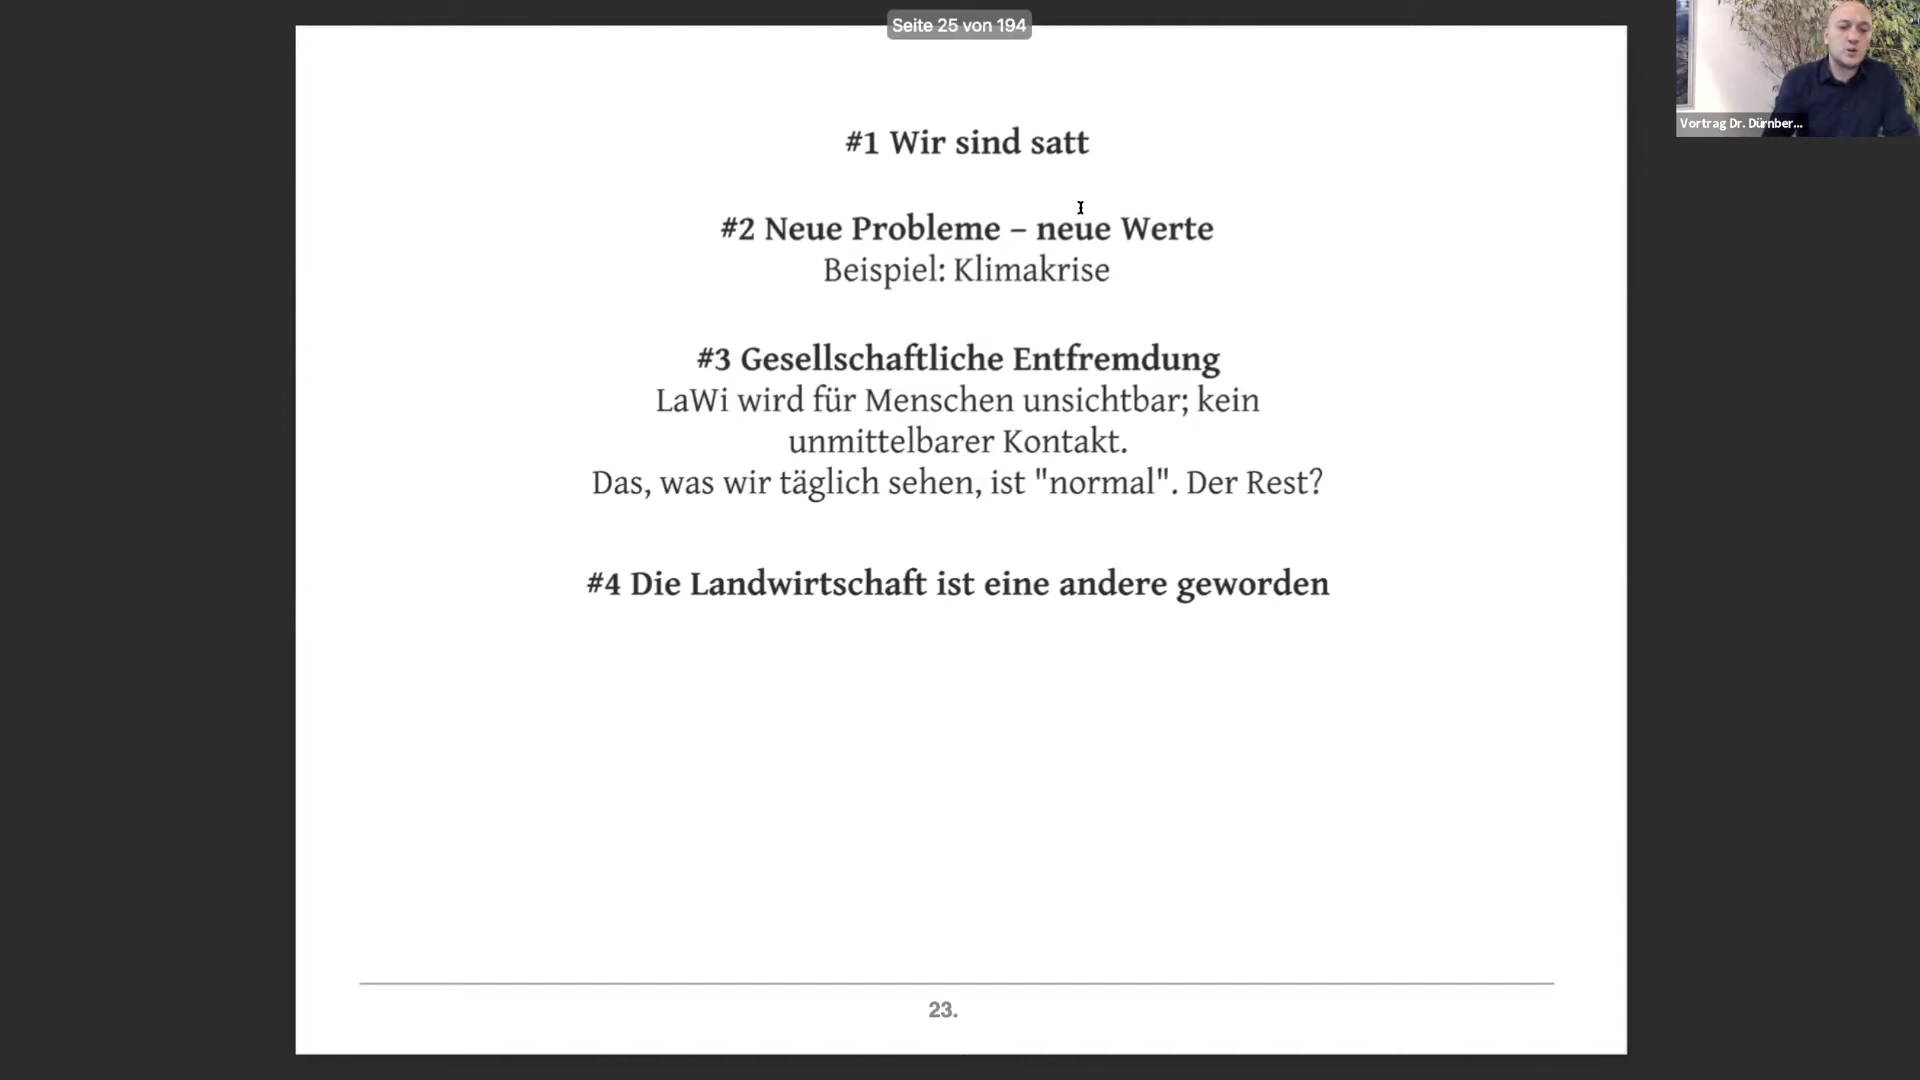 Seite 25 von 194
Vortrag Dr. Dürnber...
#1 Wir sind satt
#2 Neue Probleme – neue Werte
Beispiel: Klimakrise
#3 Gesellschaftliche Entfremdung
LaWi wird für Menschen unsichtbar; kein
unmittelbarer Kontakt.
Das, was wir täglich sehen, ist "normal". Der Rest?
#4 Die Landwirtschaft ist eine andere geworden
23.